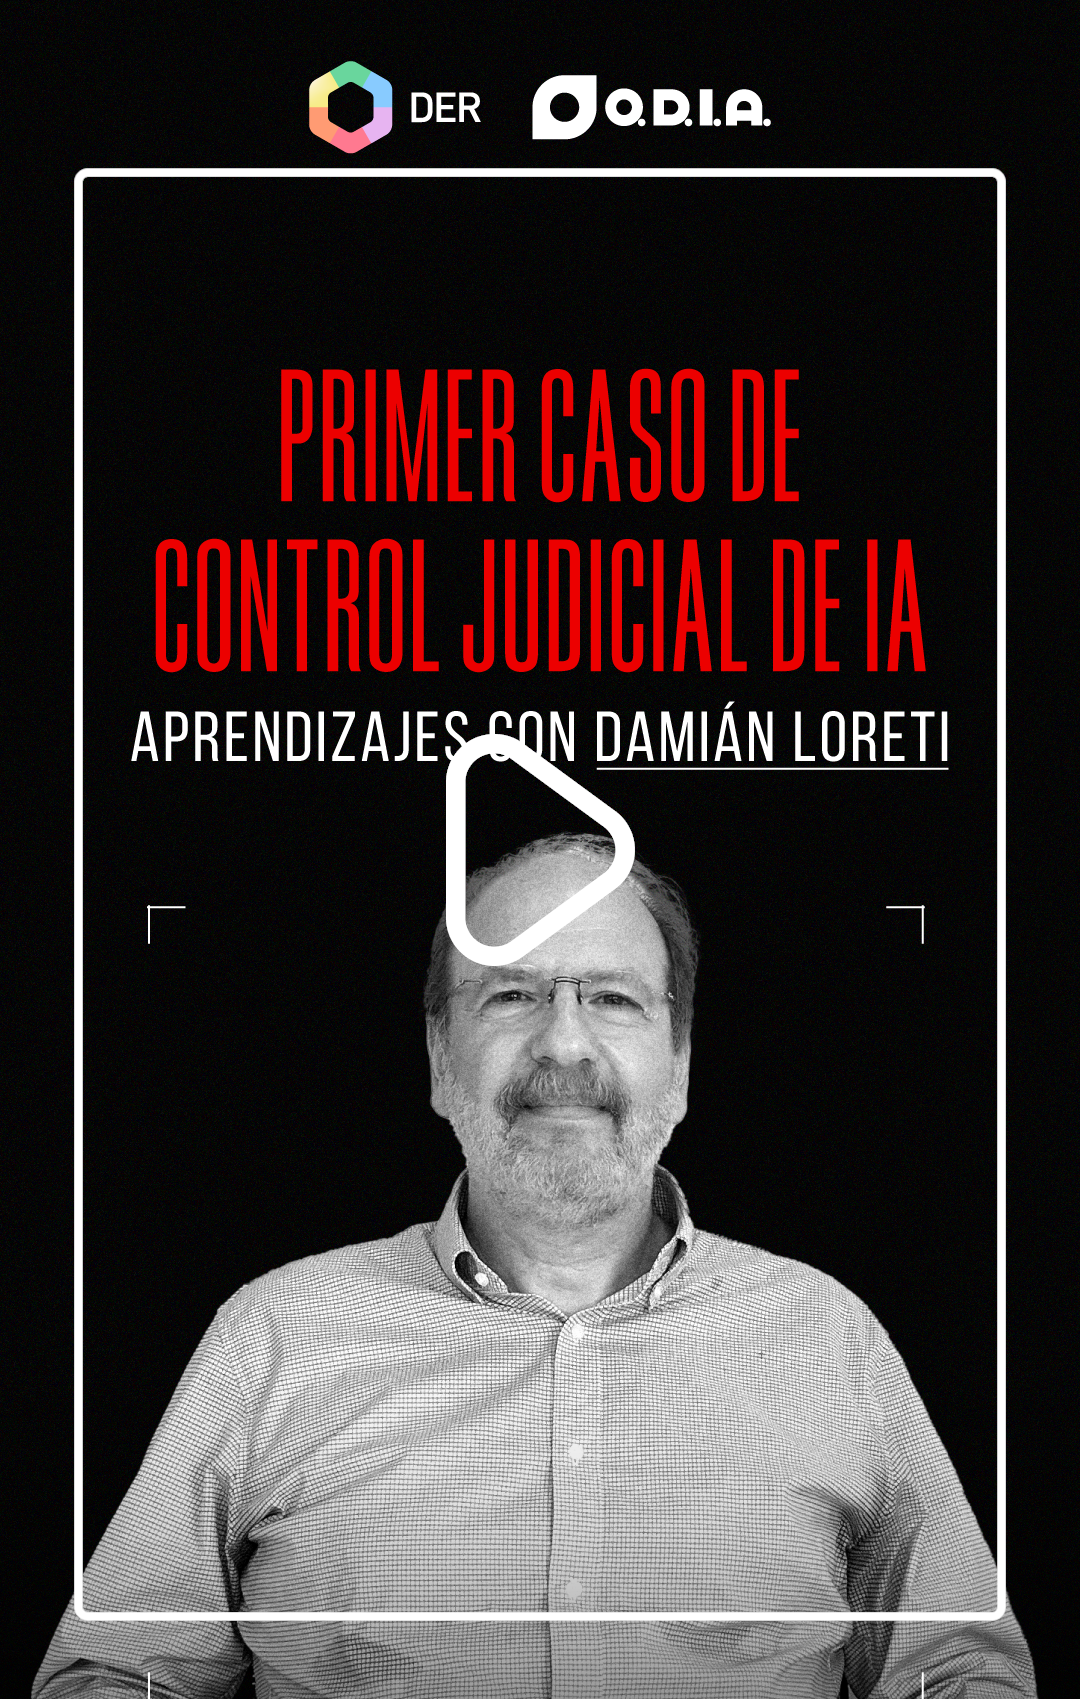 DER
O.D.I.A.
PRIMER CASO DE
CONTROL JUDICIAL DE IA
APRENDIZAJES CON DAMIÁN LORETI